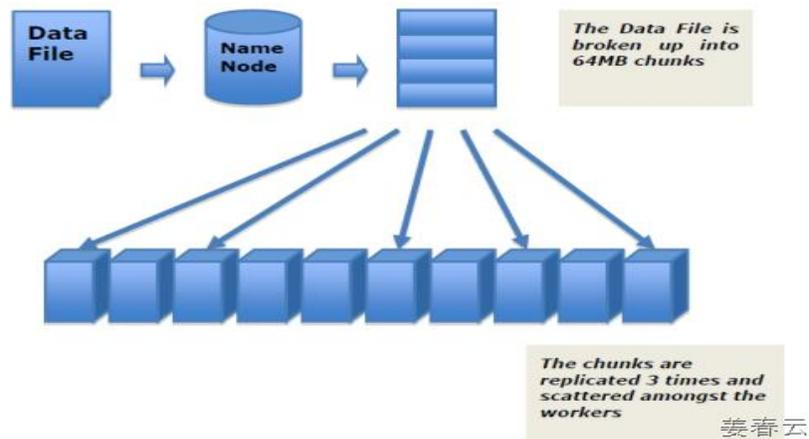 Data
File
Name
Node
The Data File is
broken up into
64MB chunks
The chunks are
replicated 3 times and
scattered amongst the
workers
姜春云